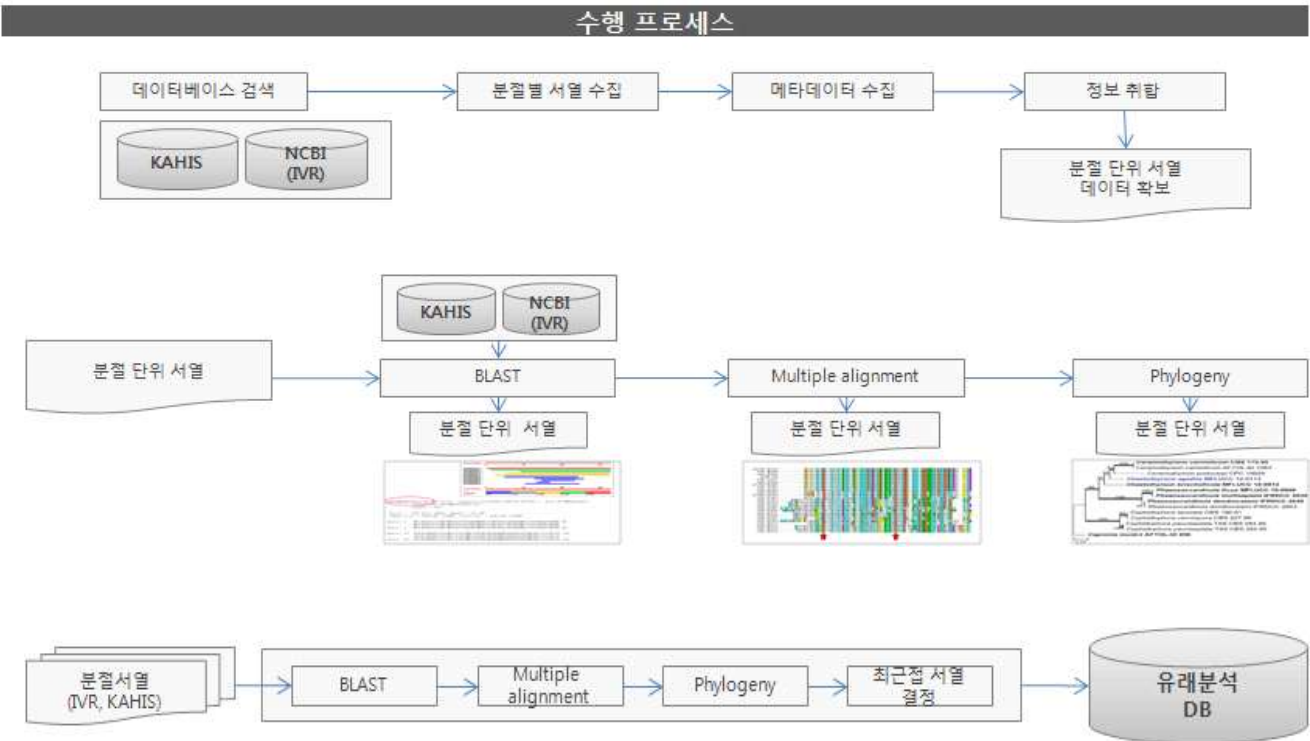 수행 프로세스
데이터베이스 검색
분절별 서열 수집
메타데이터 수집
정보 취합
KAHIS
NCBI
(IVR)
분절 단위 서열
데이터 확보
KAHIS
NCBI
(IVR)
분절 단위 서열
BLAST
Multiple alignment
Phylogeny
분절 단위 서열
분절 단위 서열
분절 단위 서열
분절서열
(IVR, KAHIS)
BLAST
Multiple
alignment
Phylogeny
최근접 서열
결정
유래분석
DB